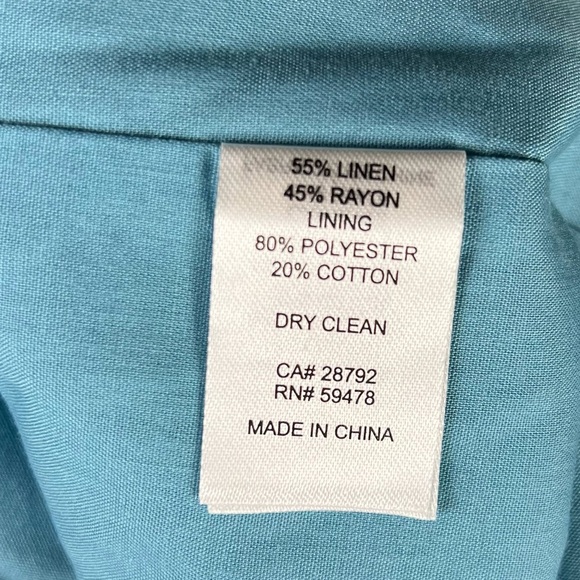 55% LINEN
45% RAYON
LINING
80% POLYESTER
20% COTTON
DRY CLEAN
CA# 28792
RN# 59478
MADE IN CHINA